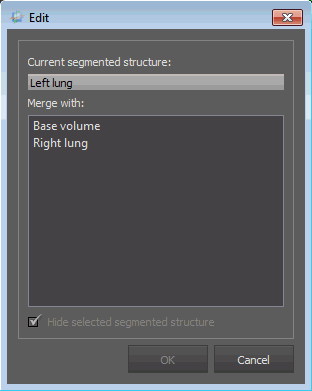 Edit
Current segmented structure:
Left lung
Merge with:
Base volume
Right lung
Hide selected segmented structure
OK
Cancel